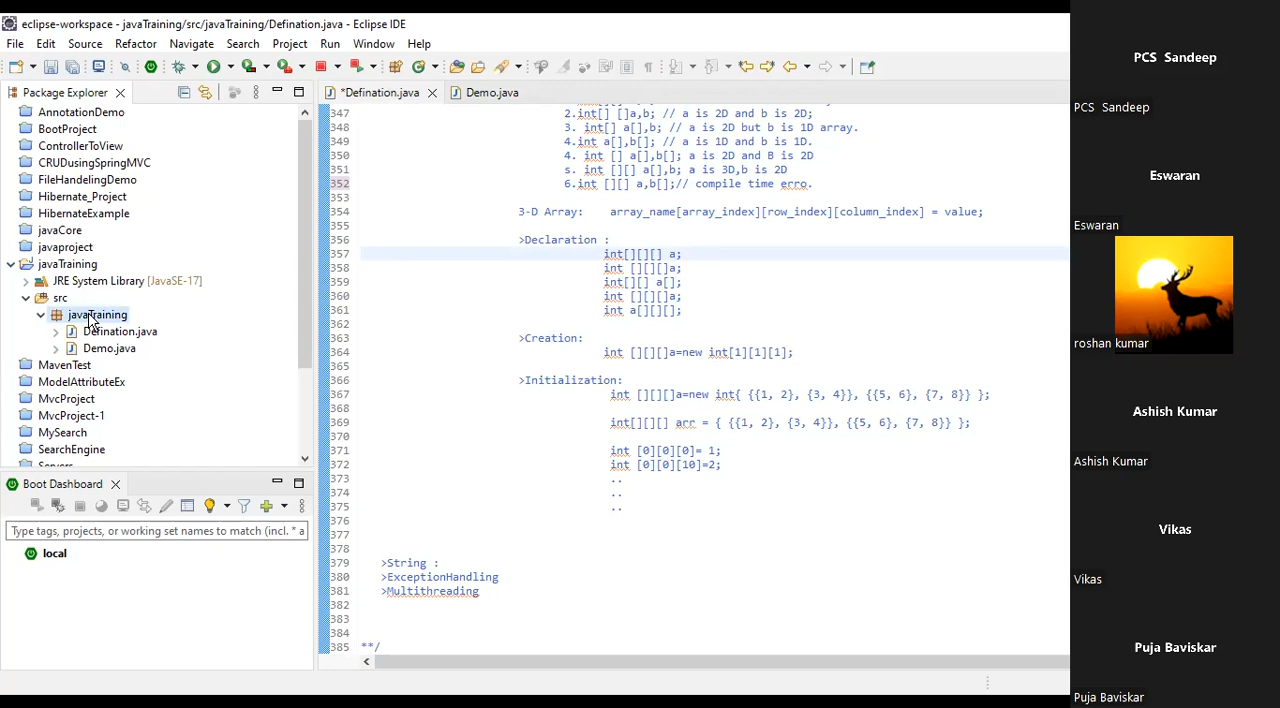 eclipse-workspace - javaTraining/src/javaTraining/Defination.java - Eclipse IDE
File Edit Source Refactor Navigate Search Project Run Window Help
Package Explorer
*Defination.java
Demo.java
AnnotationDemo
BootProject
ControllerToView
CRUDusingSpringMVC
FileHandelingDemo
Hibernate_Project
HibernateExample
javaCore
javaproject
javaTraining
JRE System Library [JavaSE-17]
src
javaTraining
Defination.java
Demo.java
MavenTest
ModelAttributeEx
MvcProject
MvcProject-1
MySearch
SearchEngine
Servers
Boot Dashboard
Type tags, projects, or working set names to match (incl. * a
local
347 2.int[] []a,b; // a is 2D and b is 2D;
348 3. int[] a[],b; // a is 2D but b is 1D array.
349 4.int a[],b[]; // a is 1D and b is 1D.
350 4. int [] a[],b[]; a is 2D and B is 2D
351 s. int [][] a[],b; a is 3D,b is 2D
352 6.int [][] a,b[];// compile time erro.
353
354 3-D Array: array_name[array_index][row_index][column_index] = value;
355
356 >Declaration :
357 int[][][] a;
358 int [][][]a;
359 int[][] a[];
360 int [][][]a;
361 int a[][][];
362
363 >Creation:
364 int [][][]a=new int[1][1][1];
365
366 >Initialization:
367 int [][][]a=new int{ {{1, 2}, {3, 4}}, {{5, 6}, {7, 8}} };
368
369 int[][][] arr = { {{1, 2}, {3, 4}}, {{5, 6}, {7, 8}} };
370
371 int [0][0][0]= 1;
372 int [0][0][10]=2;
373 ..
374 ..
375 ..
376
377
378
379 >String :
380 >ExceptionHandling
381 >Multithreading
382
383
384
385 **/
PCS Sandeep
PCS Sandeep
Eswaran
Eswaran
roshan kumar
Ashish Kumar
Ashish Kumar
Vikas
Vikas
Puja Baviskar
Puja Baviskar